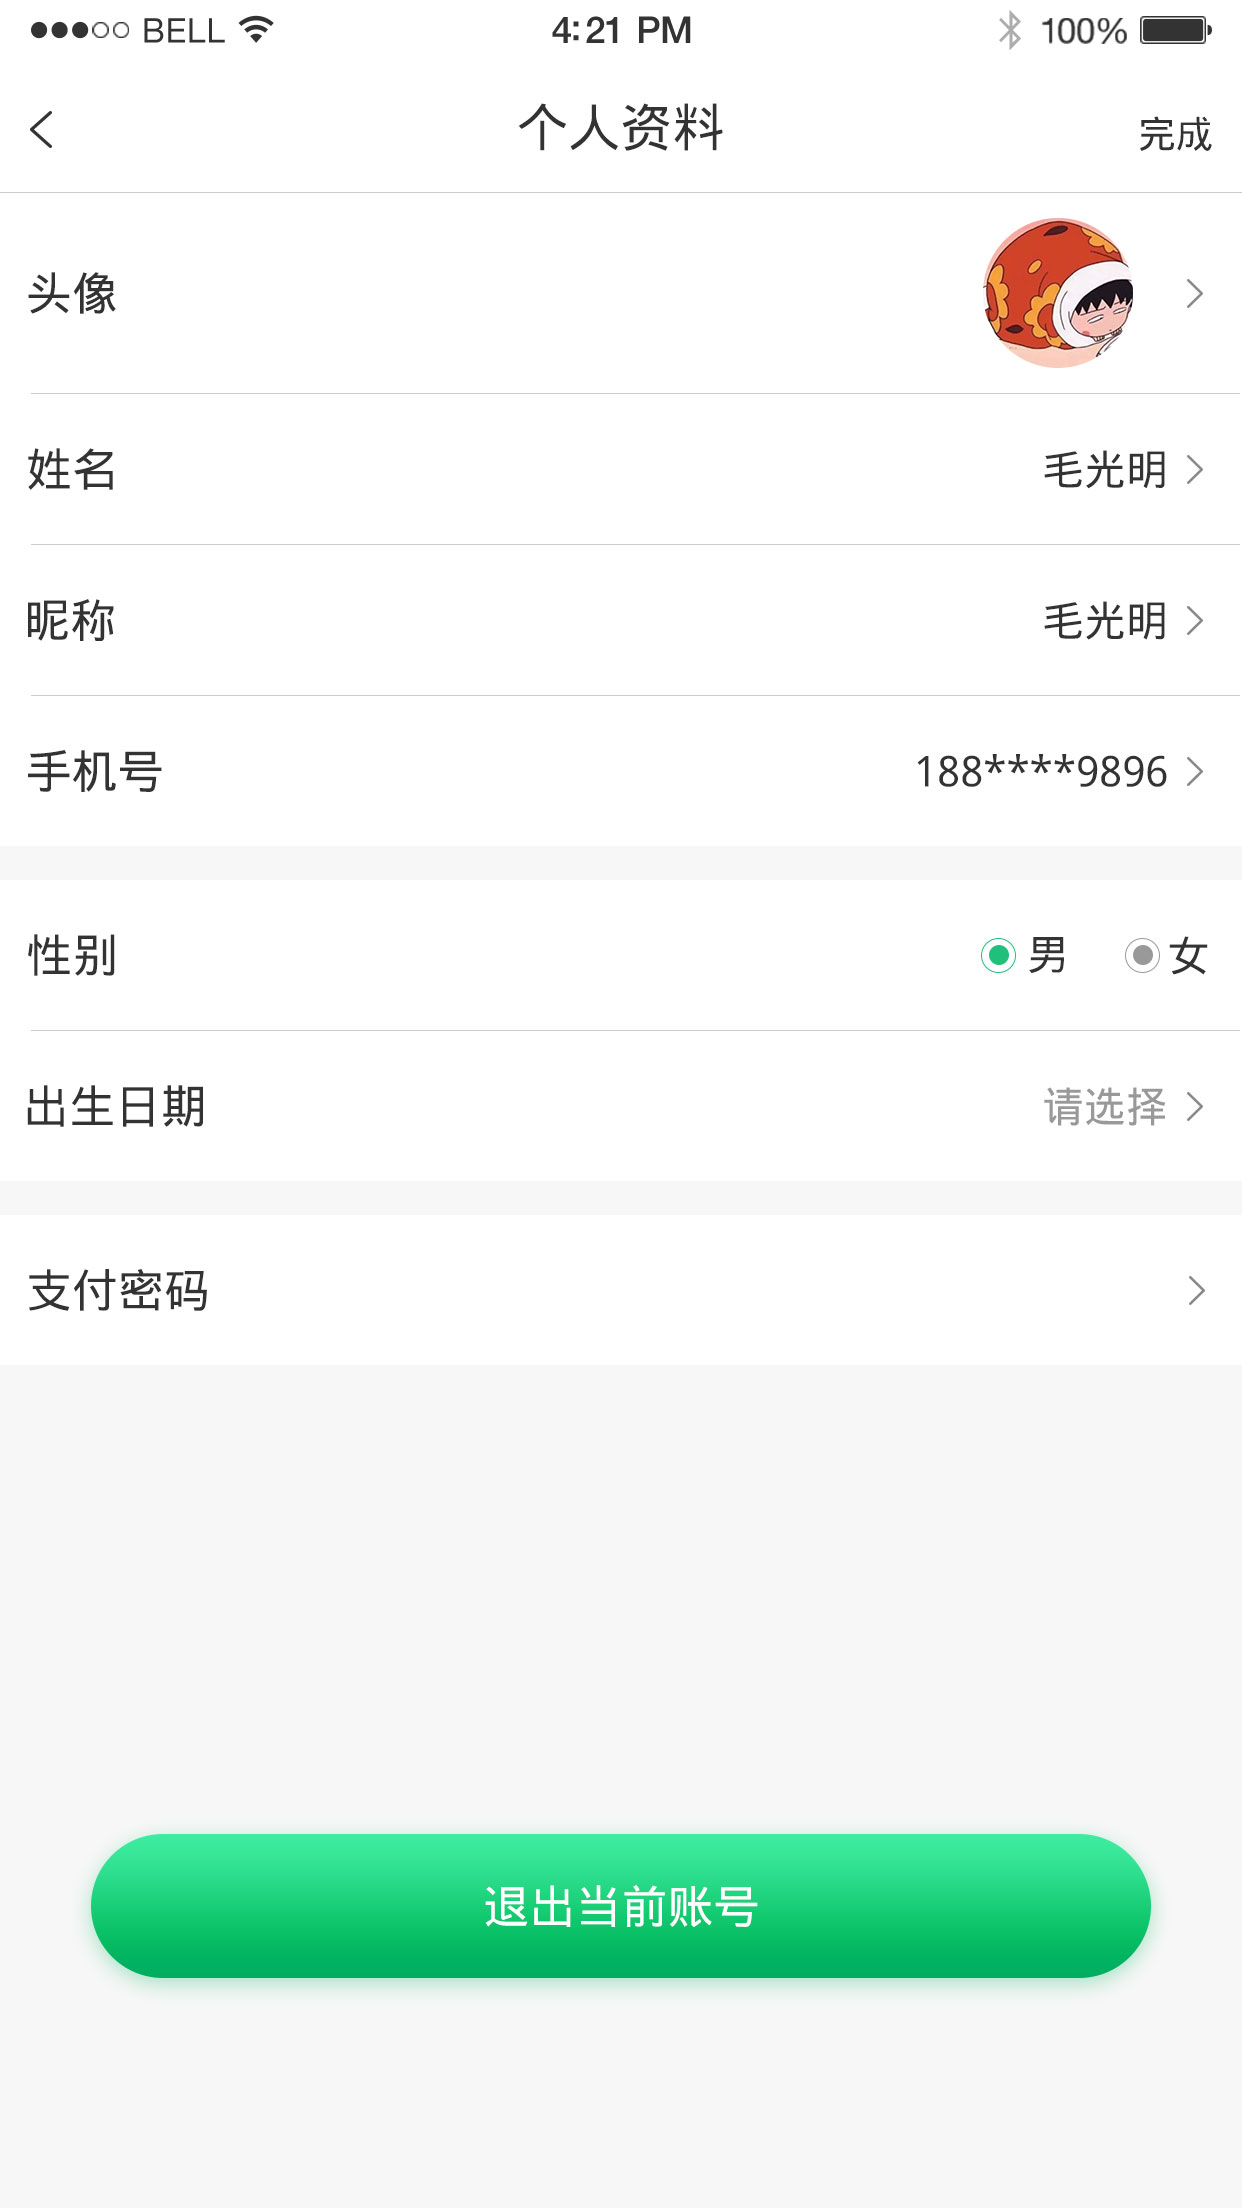 BELL 4:21 PM 100%
个人资料 完成
头像
姓名 毛光明
昵称 毛光明
手机号 188****9896
性别 男 女
出生日期 请选择
支付密码
退出当前账号